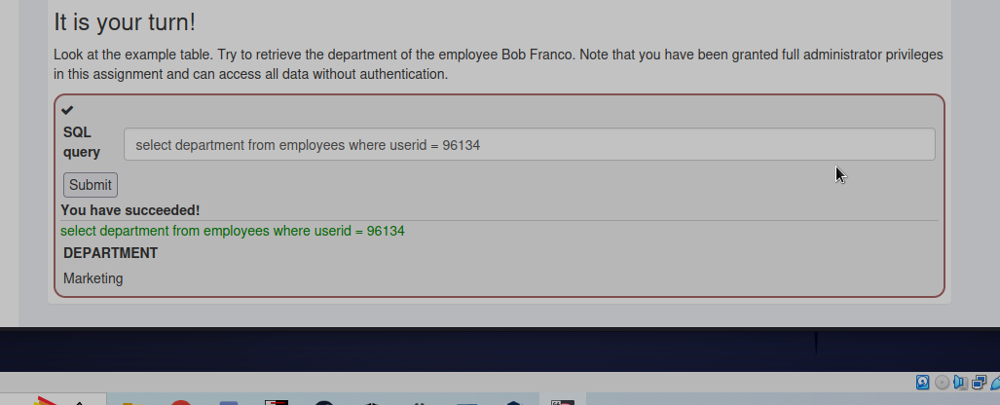 It is your turn!
Look at the example table. Try to retrieve the department of the employee Bob Franco. Note that you have been granted full administrator privileges
in this assignment and can access all data without authentication.
SQL
query
select department from employees where userid = 96134
Submit
You have succeeded!
select department from employees where userid = 96134
DEPARTMENT
Marketing